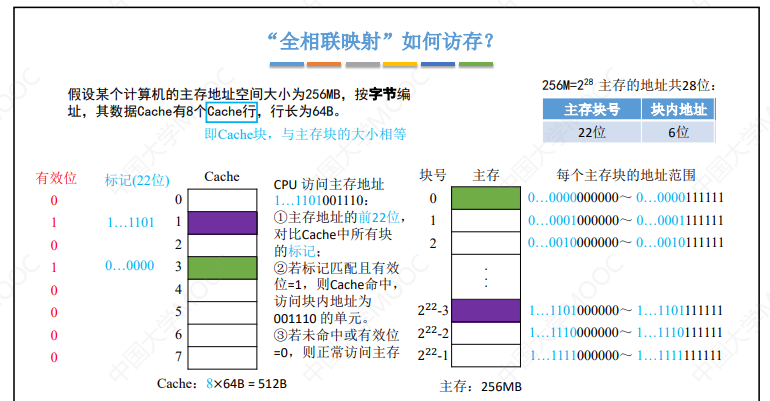 “全相联映射”如何访存？
假设某个计算机的主存地址空间大小为256MB，按字节编
址，其数据Cache有8个Cache行，行长为64B。
即Cache块，与主存块的大小相等
256M=2²⁸ 主存的地址共28位：
主存块号 块内地址
22位 6位
有效位 标记(22位) Cache
0 0
1 1…1101 1
0 2
1 0…0000 3
0 4
0 5
0 6
0 7
Cache：8×64B = 512B
CPU 访问主存地址
1…1101001110：
①主存地址的前22位，
对比Cache中所有块
的标记；
②若标记匹配且有效
位=1，则Cache命中，
访问块内地址为
001110 的单元。
③若未命中或有效位
=0，则正常访问主存
块号 主存 每个主存块的地址范围
0 0…0000000000～ 0…0000111111
1 0…0001000000～ 0…0001111111
2 0…0010000000～ 0…0010111111
⋮
2²²-3 1…1101000000～ 1…1101111111
2²²-2 1…1110000000～ 1…1110111111
2²²-1 1…1111000000～ 1…1111111111
主存：256MB
中国大学MOOC